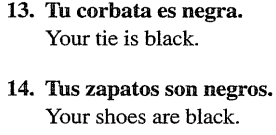 13. Tu corbata es negra.
Your tie is black.
14. Tus zapatos son negros.
Your shoes are black.